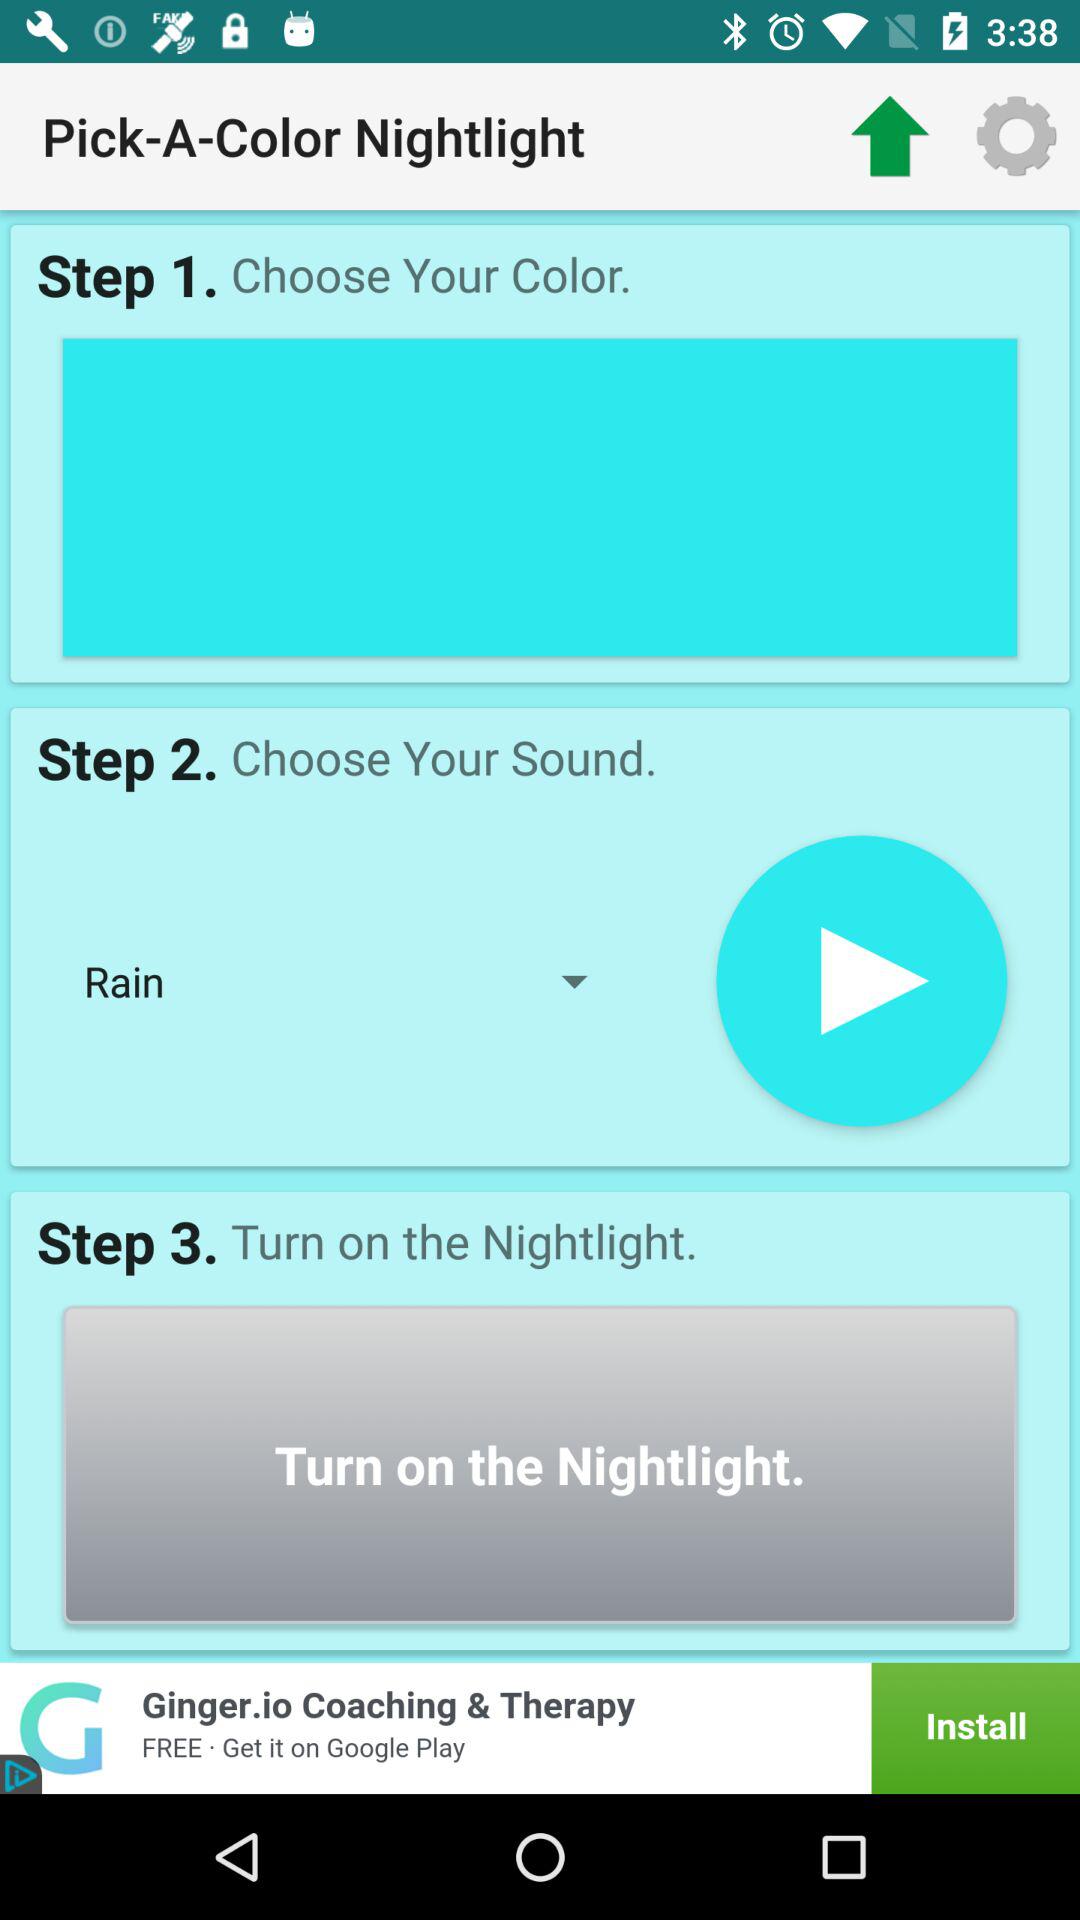 FAKE
3:38
Pick-A-Color Nightlight
Step 1. Choose Your Color.
Step 2. Choose Your Sound.
Rain
Step 3. Turn on the Nightlight.
Turn on the Nightlight.
Ginger.io Coaching & Therapy
FREE · Get it on Google Play
Install